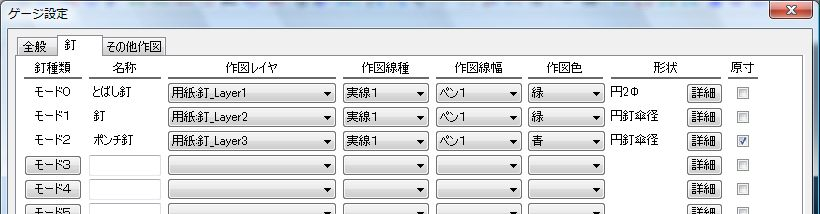 ゲージ設定
全般 釘 その他作図
釘種類 名称 作図レイヤ 作図線種 作図線幅 作図色 形状 原寸
モード0 とばし釘 用紙:釘_Layer1 実線1 ペン1 緑 円2Φ 詳細
モード1 釘 用紙:釘_Layer2 実線1 ペン1 緑 円釘傘径 詳細
モード2 ポンチ釘 用紙:釘_Layer3 実線1 ペン1 青 円釘傘径 詳細
モード3 詳細
モード4 詳細
モード5 詳細